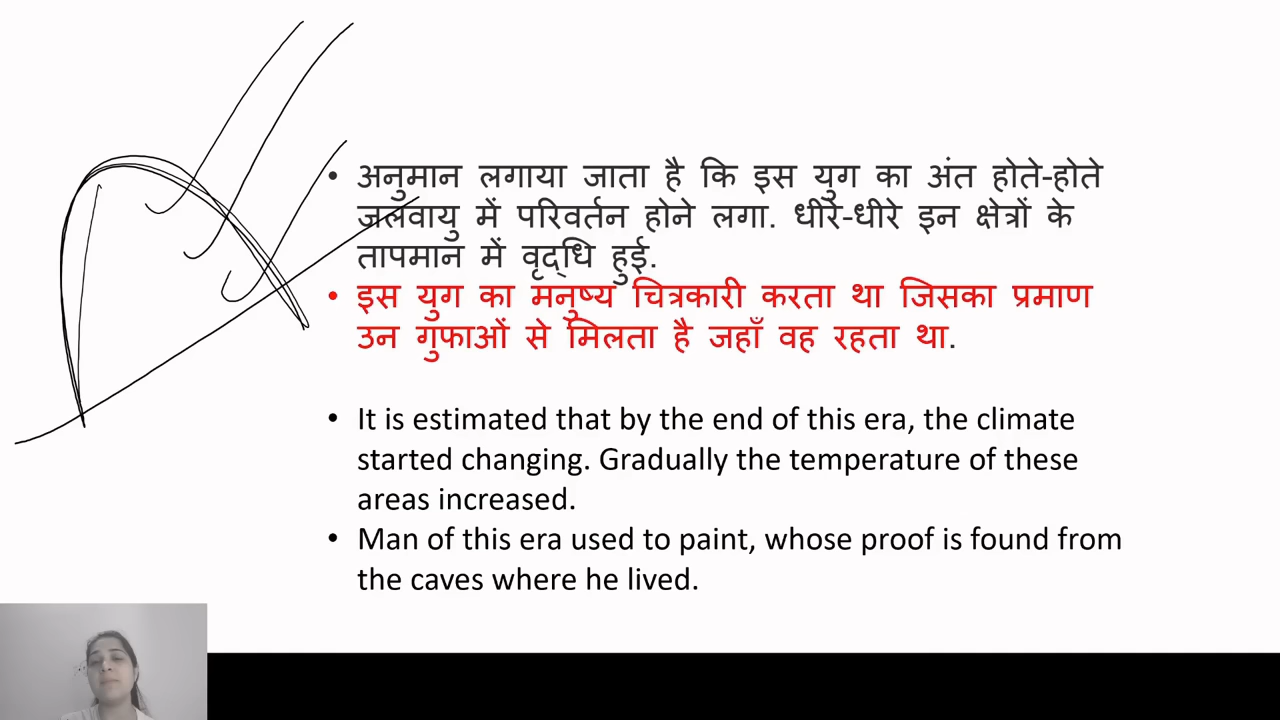 • अनुमान लगाया जाता है कि इस युग का अंत होते-होते
जलवायु में परिवर्तन होने लगा. धीरे-धीरे इन क्षेत्रों के
तापमान में वृद्धि हुई.
• इस युग का मनुष्य चित्रकारी करता था जिसका प्रमाण
उन गुफाओं से मिलता है जहाँ वह रहता था.
• It is estimated that by the end of this era, the climate
started changing. Gradually the temperature of these
areas increased.
• Man of this era used to paint, whose proof is found from
the caves where he lived.